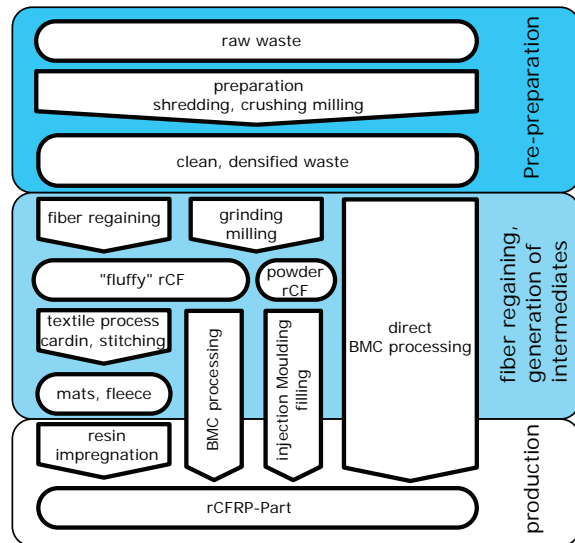 raw waste
preparation
shredding, crushing milling
clean, densified waste
Pre-preparation
fiber regaining
grinding
milling
"fluffy" rCF
powder
rCF
textile process
cardin, stitching
mats, fleece
BMC processing
injection Moulding
filling
direct
BMC processing
fiber regaining,
generation of
intermediates
resin
impregnation
rCFRP-Part
production